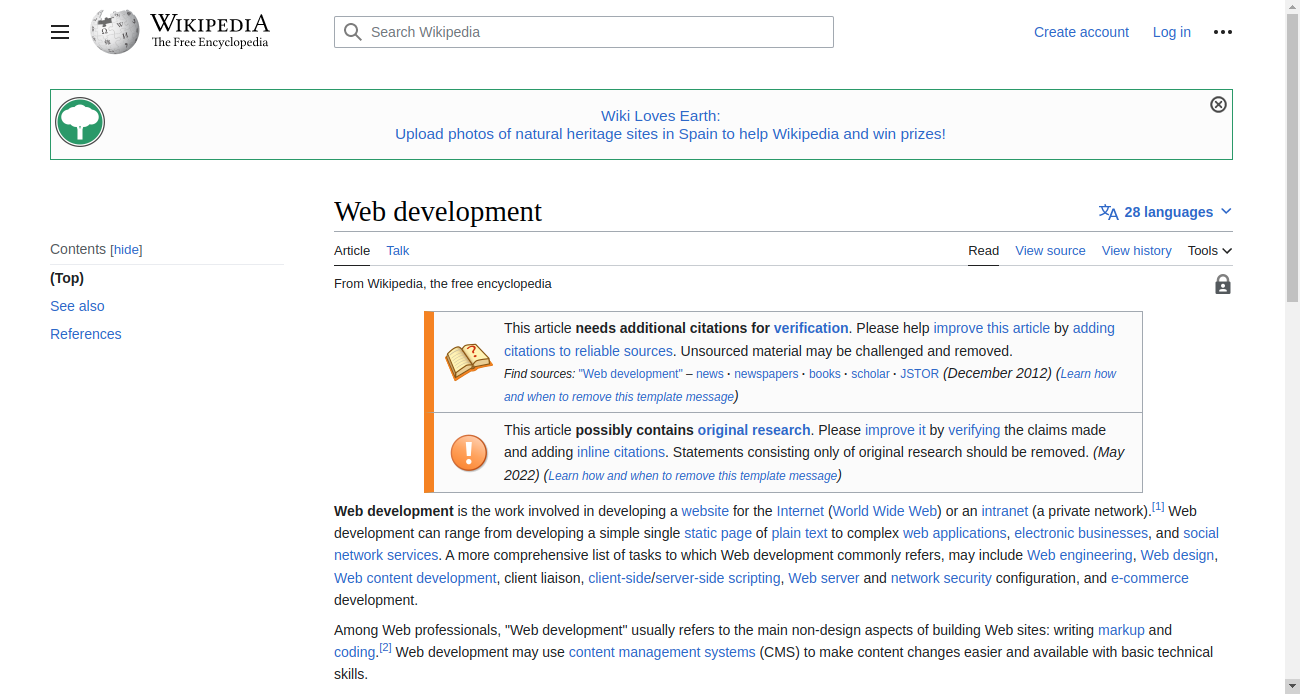 WIKIPEDIA
The Free Encyclopedia
Search Wikipedia
Create account
Log in
Wiki Loves Earth:
Upload photos of natural heritage sites in Spain to help Wikipedia and win prizes!
Web development
28 languages
Contents [hide]
(Top)
See also
References
Article Talk
Read View source View history Tools
From Wikipedia, the free encyclopedia
This article needs additional citations for verification. Please help improve this article by adding
citations to reliable sources. Unsourced material may be challenged and removed.
Find sources: "Web development" – news · newspapers · books · scholar · JSTOR (December 2012) (Learn how
and when to remove this template message)
This article possibly contains original research. Please improve it by verifying the claims made
and adding inline citations. Statements consisting only of original research should be removed. (May
2022) (Learn how and when to remove this template message)
Web development is the work involved in developing a website for the Internet (World Wide Web) or an intranet (a private network).[1] Web
development can range from developing a simple single static page of plain text to complex web applications, electronic businesses, and social
network services. A more comprehensive list of tasks to which Web development commonly refers, may include Web engineering, Web design,
Web content development, client liaison, client-side/server-side scripting, Web server and network security configuration, and e-commerce
development.
Among Web professionals, "Web development" usually refers to the main non-design aspects of building Web sites: writing markup and
coding.[2] Web development may use content management systems (CMS) to make content changes easier and available with basic technical
skills.